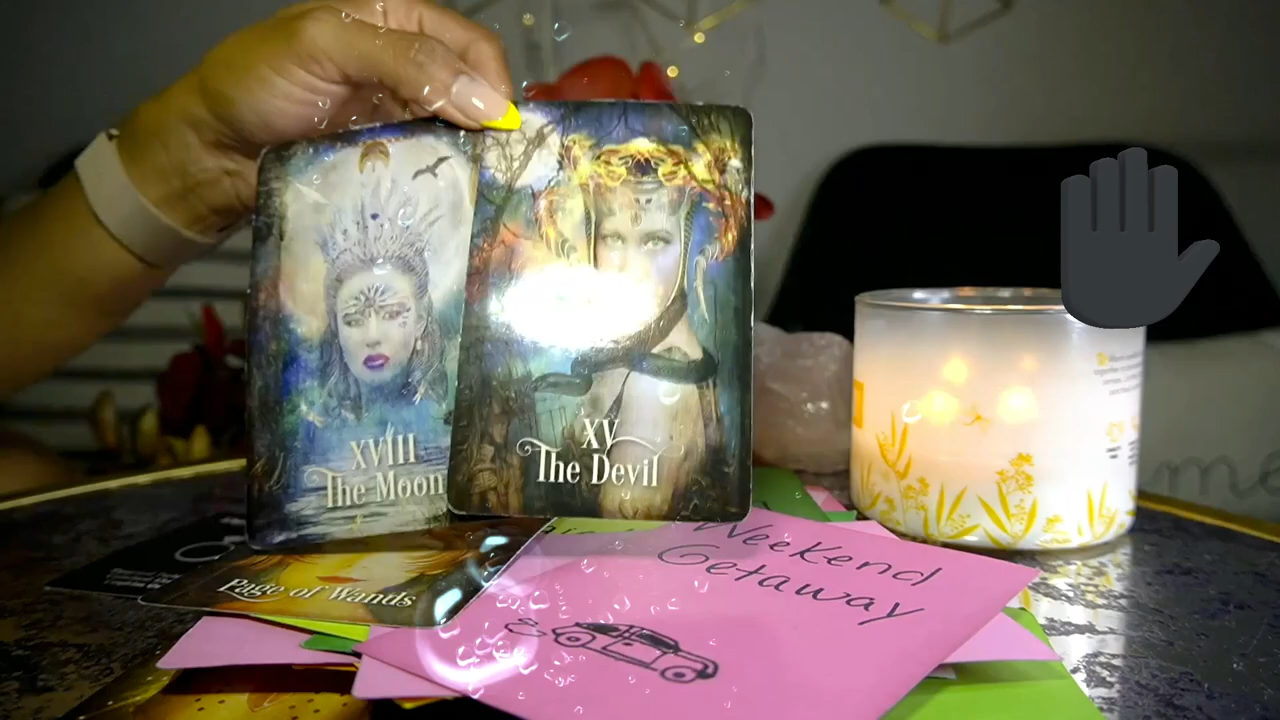 XVIII
The Moon
XV
The Devil
Page of Wands
Weekend
Getaway